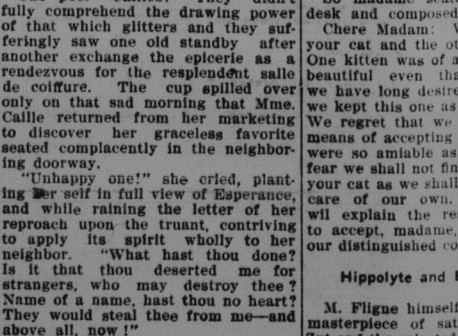 fully comprehend the drawing power
of that which glitters and they suf-
feringly saw one old standby after
another exchange the epicerie as a
rendezvous for the resplendent salle
de coiffure. The cup spilled over
only on that sad morning that Mme.
Caille returned from her marketing
to discover her graceless favorite
seated complacently in the neighbor-
ing doorway.
"Unhappy one!" she cried, plant-
ing her self in full view of Esperance,
and while raining the letter of her
reproach upon the truant, contriving
to apply its spirit wholly to her
neighbor. "What hast thou done?
Is it that thou deserted me for
strangers, who may destroy thee?
Name of a name, hast thou no heart?
They would steal thee from me—and
above all, now!"
desk and composed
Chere Madam:
your cat and the ot
One kitten was of a
beautiful even tha
we have long desire
we kept this one as
We regret that we
means of accepting
were so amiable as
fear we shall not fin
your cat as we shall
care of our own.
wil explain the re
to accept, madame,
our distinguished co
Hippolyte and
M. Fligne himself
masterpiece of sat